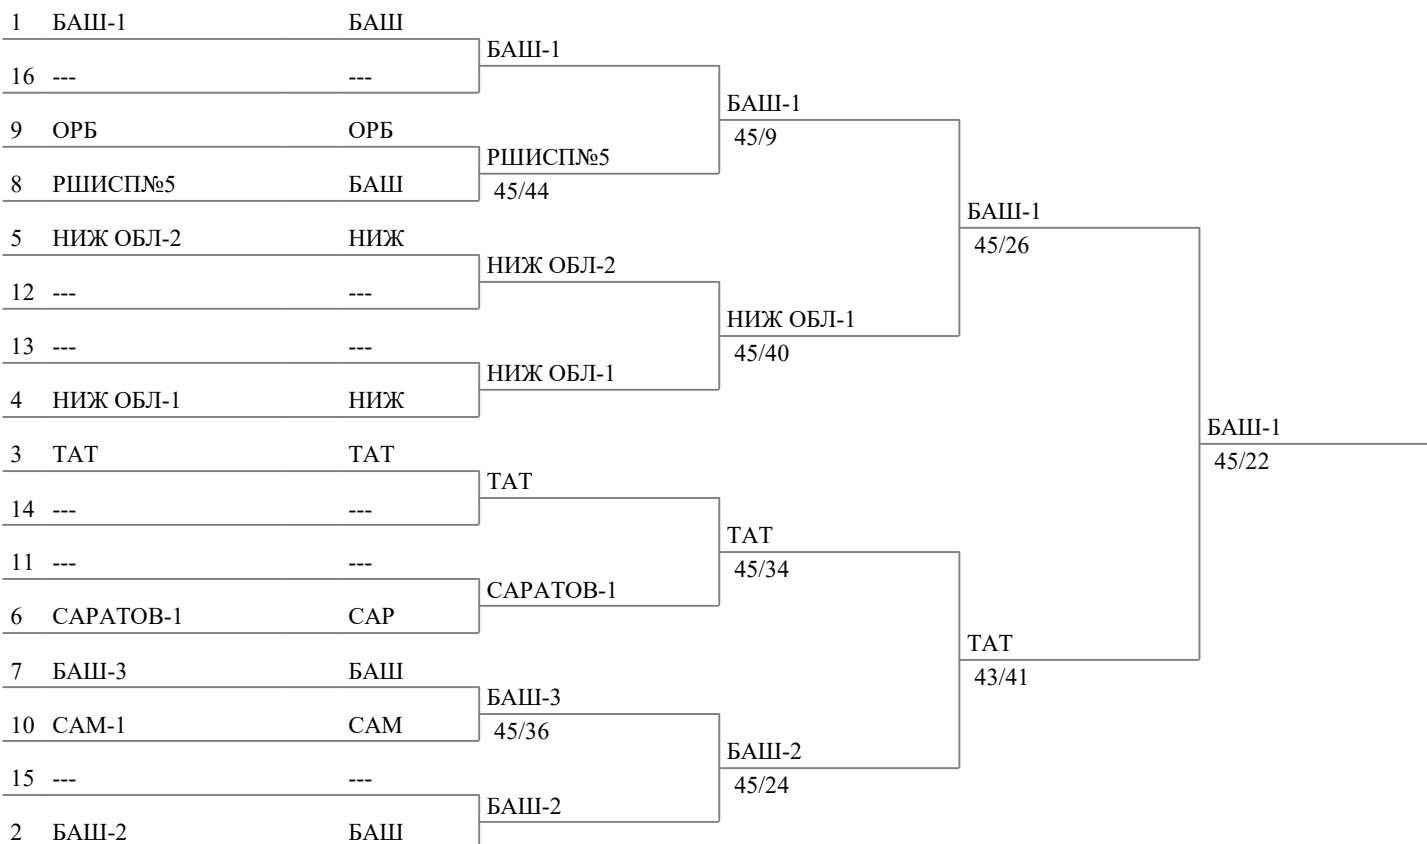 1 БАШ-1 БАШ
БАШ-1
16 --- ---
БАШ-1
9 ОРБ ОРБ
45/9
РШИСП№5
8 РШИСП№5 БАШ
45/44
БАШ-1
5 НИЖ ОБЛ-2 НИЖ
45/26
НИЖ ОБЛ-2
12 --- ---
НИЖ ОБЛ-1
13 --- ---
45/40
НИЖ ОБЛ-1
4 НИЖ ОБЛ-1 НИЖ
БАШ-1
3 ТАТ ТАТ
45/22
ТАТ
14 --- ---
ТАТ
11 --- ---
45/34
САРАТОВ-1
6 САРАТОВ-1 САР
ТАТ
7 БАШ-3 БАШ
43/41
БАШ-3
10 САМ-1 САМ
45/36
БАШ-2
15 --- ---
45/24
БАШ-2
2 БАШ-2 БАШ